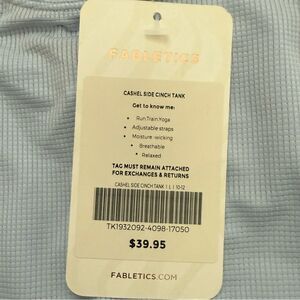 FABLETICS
CASHEL SIDE CINCH TANK
Get to know me:
• Run.Train.Yoga
• Adjustable straps
• Moisture-wicking
• Breathable
• Relaxed
TAG MUST REMAIN ATTACHED
FOR EXCHANGES & RETURNS
CASHEL SIDE CINCH TANK | L | 10-12
TK1932092-4098-17050
$39.95
FABLETICS.COM